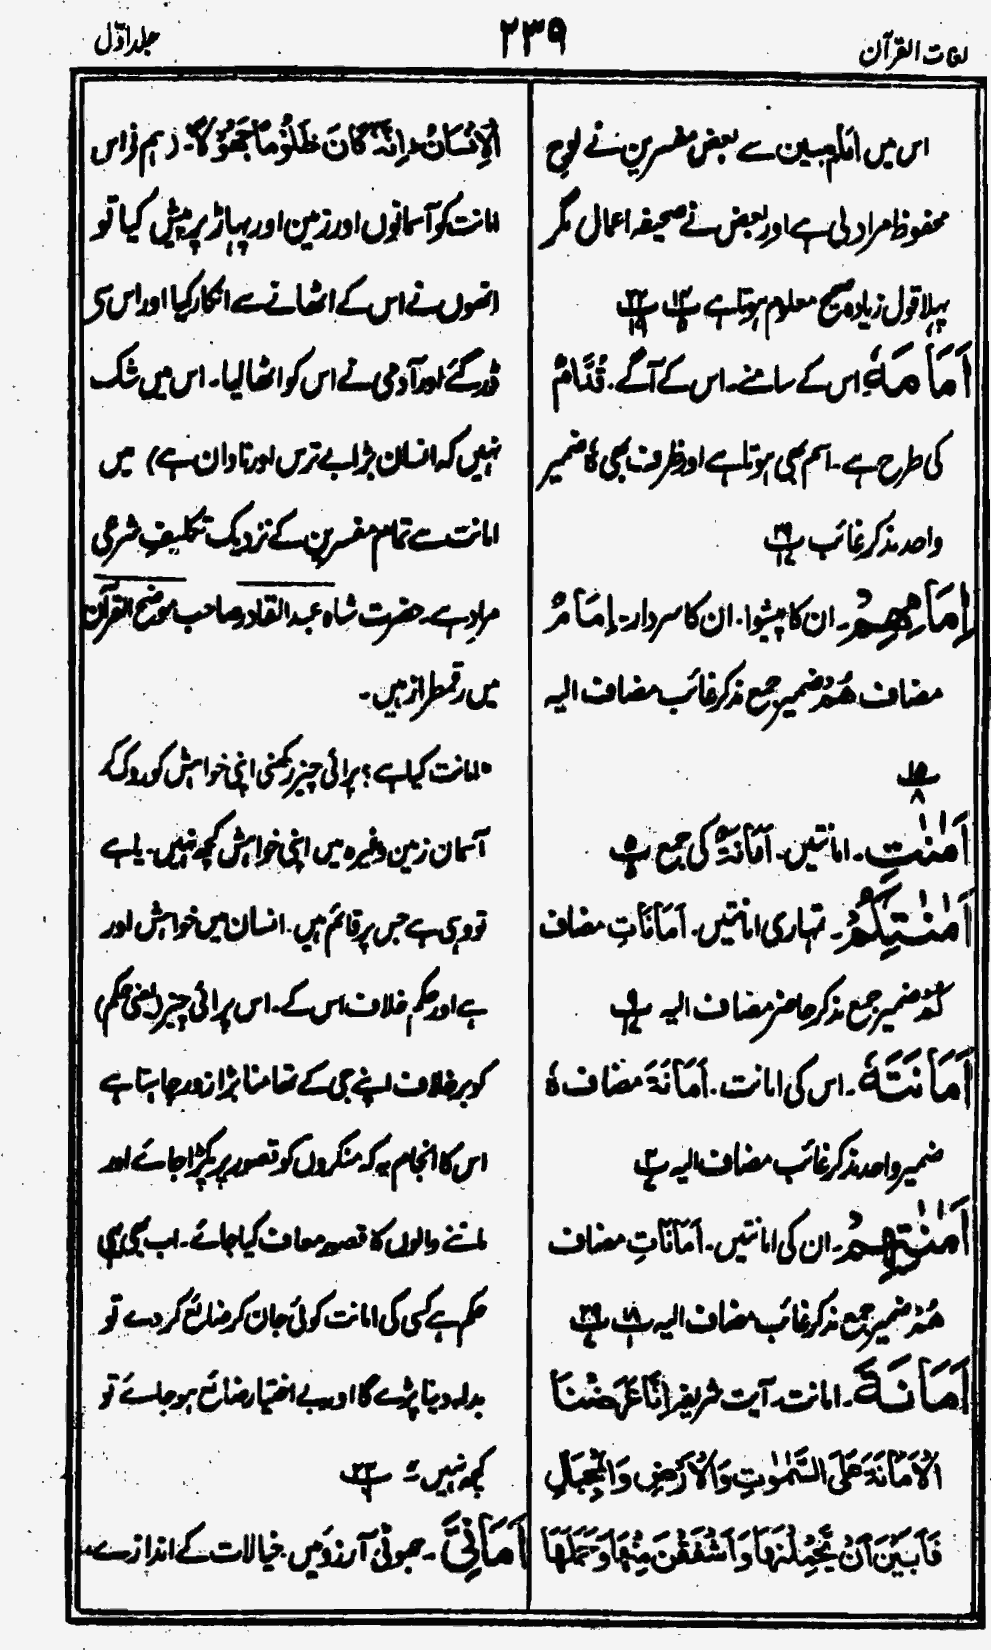 لغات القرآن
۲۳۹
جلد اوّل
اس میں امام مبین سے بعض مفسرین نے لوح
محفوظ مراد لی ہے اور بعض نے صحیفہ اعمال مگر
پہلا قول زیادہ صحیح معلوم ہوتا ہے
اَمَامَهٗ اس کے سامنے۔ اس کے آگے۔ قُدَّامٌ
کی طرح ہے۔ اسم بھی ہوتا ہے اور ظرف بھی ہٗ ضمیر
واحد مذکر غائب
اِمَامِهِمْ۔ ان کا پیشوا۔ ان کا سردار۔ اِمَامٌ
مضاف هُمْ ضمیر جمع مذکر غائب مضاف الیہ
پ۱۵ ۸
اَمٰنٰتِ۔ امانتیں۔ اَمَانَةٌ کی جمع پ۵
اَمٰنٰتِكُمْ۔ تمہاری امانتیں۔ اَمَانَاتِ مضاف
كُمْ ضمیر جمع مذکر حاضر مضاف الیہ
اَمَانَتَهٗ۔ اس کی امانت۔ اَمَانَةَ مضاف ہٗ
ضمیر واحد مذکر غائب مضاف الیہ پ۳
اَمٰنٰتِهِمْ۔ ان کی امانتیں۔ اَمَانَاتِ مضاف
هُمْ ضمیر جمع مذکر غائب مضاف الیہ پ۱۸ پ۲۹
اَمَانَةَ۔ امانت۔ آیت شریفہ اِنَّا عَرَضْنَا
الْاَمَانَةَ عَلَی السَّمٰوٰتِ وَالْاَرْضِ وَالْجِبَالِ
فَاَبَیْنَ اَنْ یَّحْمِلْنَهَا وَاَشْفَقْنَ مِنْهَا وَحَمَلَهَا
الْاِنْسَانُ ؕ اِنَّهٗ کَانَ ظَلُوْمًا جَهُوْلًا۔ (ہم نے اس
امانت کو آسمانوں اور زمین اور پہاڑ پر پیش کیا تو
انھوں نے اس کے اٹھانے سے انکار کیا اور اس سے
ڈر گئے اور آدمی نے اس کو اٹھا لیا۔ اس میں شک
نہیں کہ انسان بڑا بے ترس اور نادان ہے) میں
امانت سے تمام مفسرین کے نزدیک تکلیفِ شرعی
مراد ہے۔ حضرت شاہ عبد القادر صاحب موضح القرآن
میں رقمطراز ہیں۔
"امانت کیا ہے؟ پرائی چیز رکھنی اپنی خواہش کو روک کر
آسمان زمین وغیرہ میں اپنی خواہش کچھ نہیں۔ یا ہے
تو وہی ہے جس پر قائم ہیں۔ انسان میں خواہش اور
ہے اور حکم خلاف اس کے۔ اس پرائی چیز (یعنی حکم)
کو برخلاف اپنے جی کے تھامنا بڑا زور چاہتا ہے
اس کا انجام یہ کہ منکروں کو قصور پر پکڑا جائے اور
ماننے والوں کا قصور معاف کیا جائے۔ اب بھی یہی
حکم ہے کسی کی امانت کوئی جان کر ضائع کر دے تو
بدلہ دینا پڑے گا اور بے اختیار ضائع ہو جائے تو
کچھ نہیں" پ۲۲
اَمَانِیَّ۔ جھوٹی آرزوئیں۔ خیالات کے اندازے۔